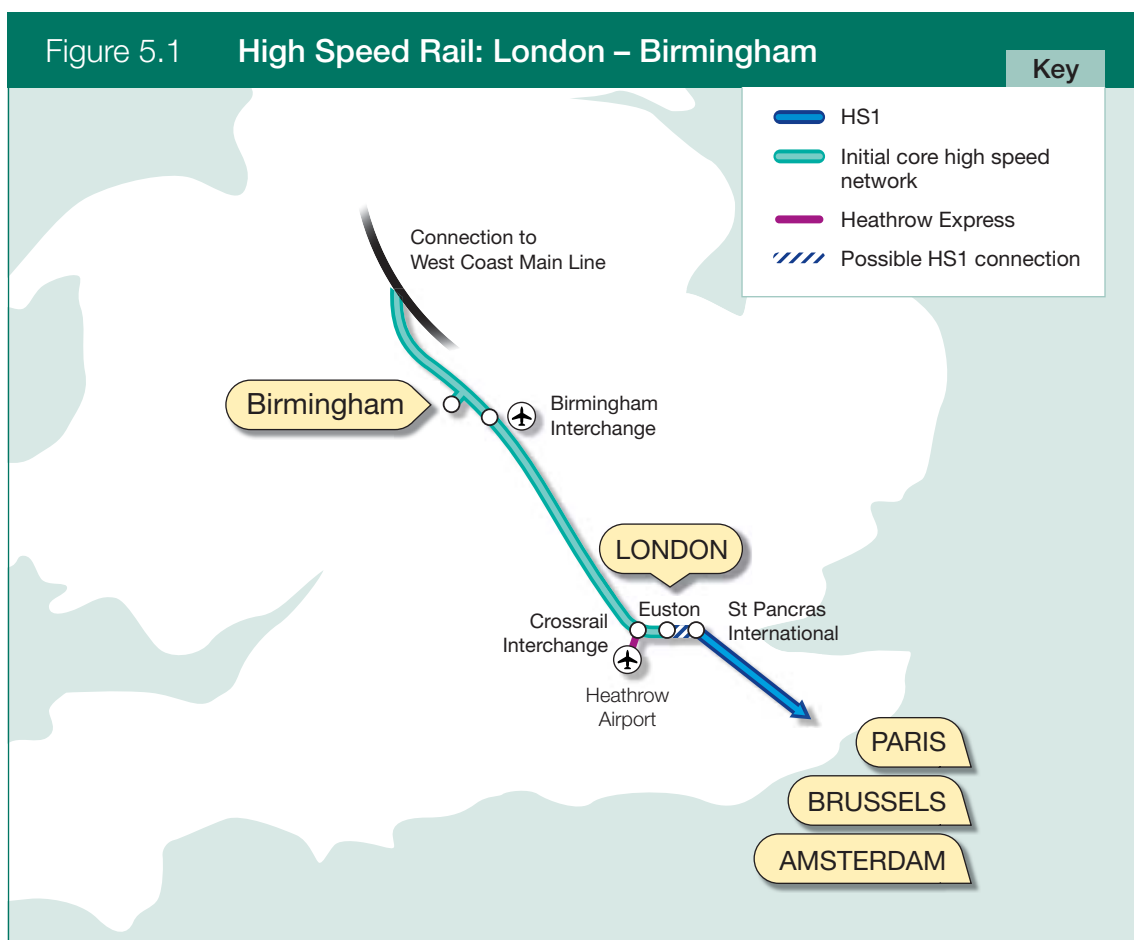 Figure 5.1 High Speed Rail: London – Birmingham
Key
HS1
Initial core high speed
network
Heathrow Express
Possible HS1 connection
Connection to
West Coast Main Line
Birmingham
Birmingham
Interchange
LONDON
Crossrail
Interchange
Euston
St Pancras
International
Heathrow
Airport
PARIS
BRUSSELS
AMSTERDAM